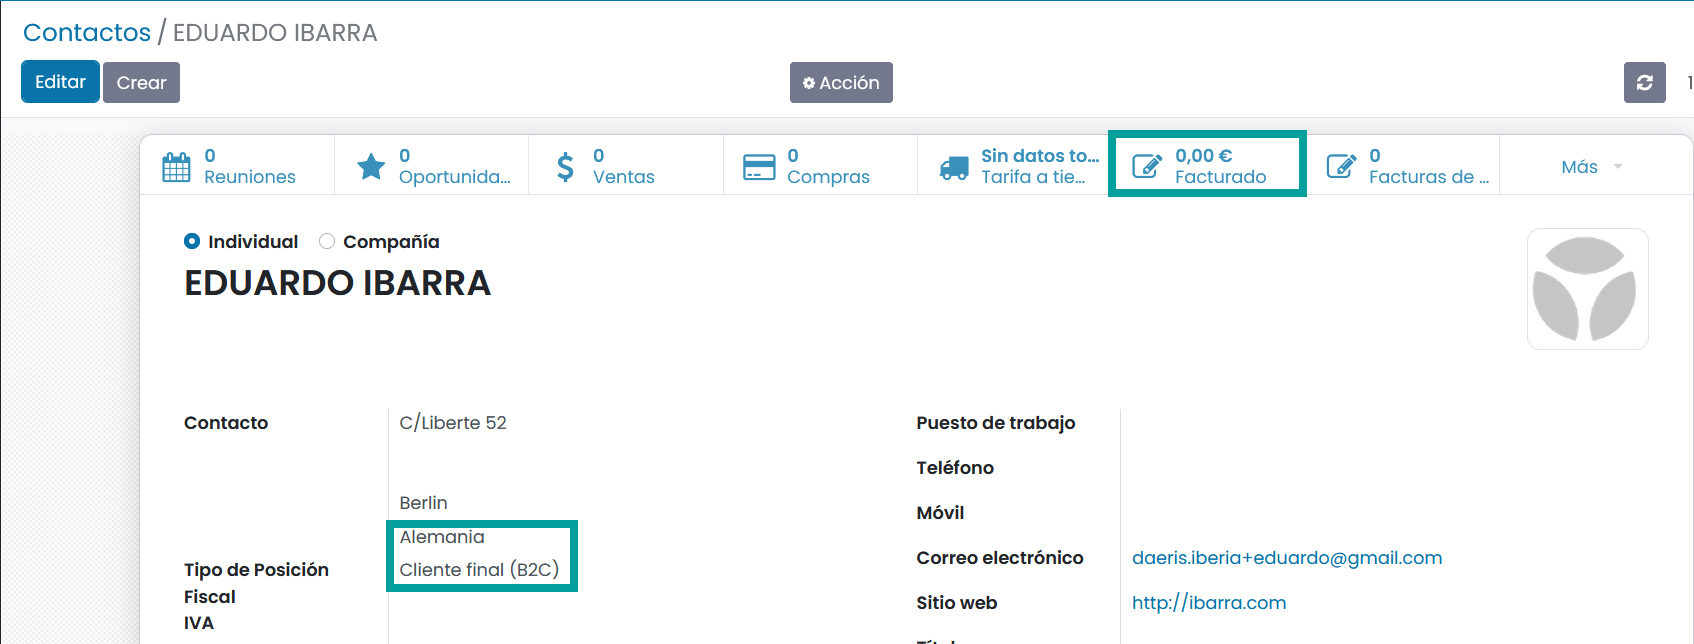 Contactos / EDUARDO IBARRA
Editar Crear Acción 1
0 Reuniones
0 Oportunida...
0 Ventas
0 Compras
Sin datos to... Tarifa a tie...
0,00 € Facturado
0 Facturas de ...
Más
Individual Compañía
EDUARDO IBARRA
Contacto C/Liberte 52
Berlin
Alemania
Tipo de Posición Fiscal Cliente final (B2C)
IVA
Puesto de trabajo
Teléfono
Móvil
Correo electrónico daeris.iberia+eduardo@gmail.com
Sitio web http://ibarra.com